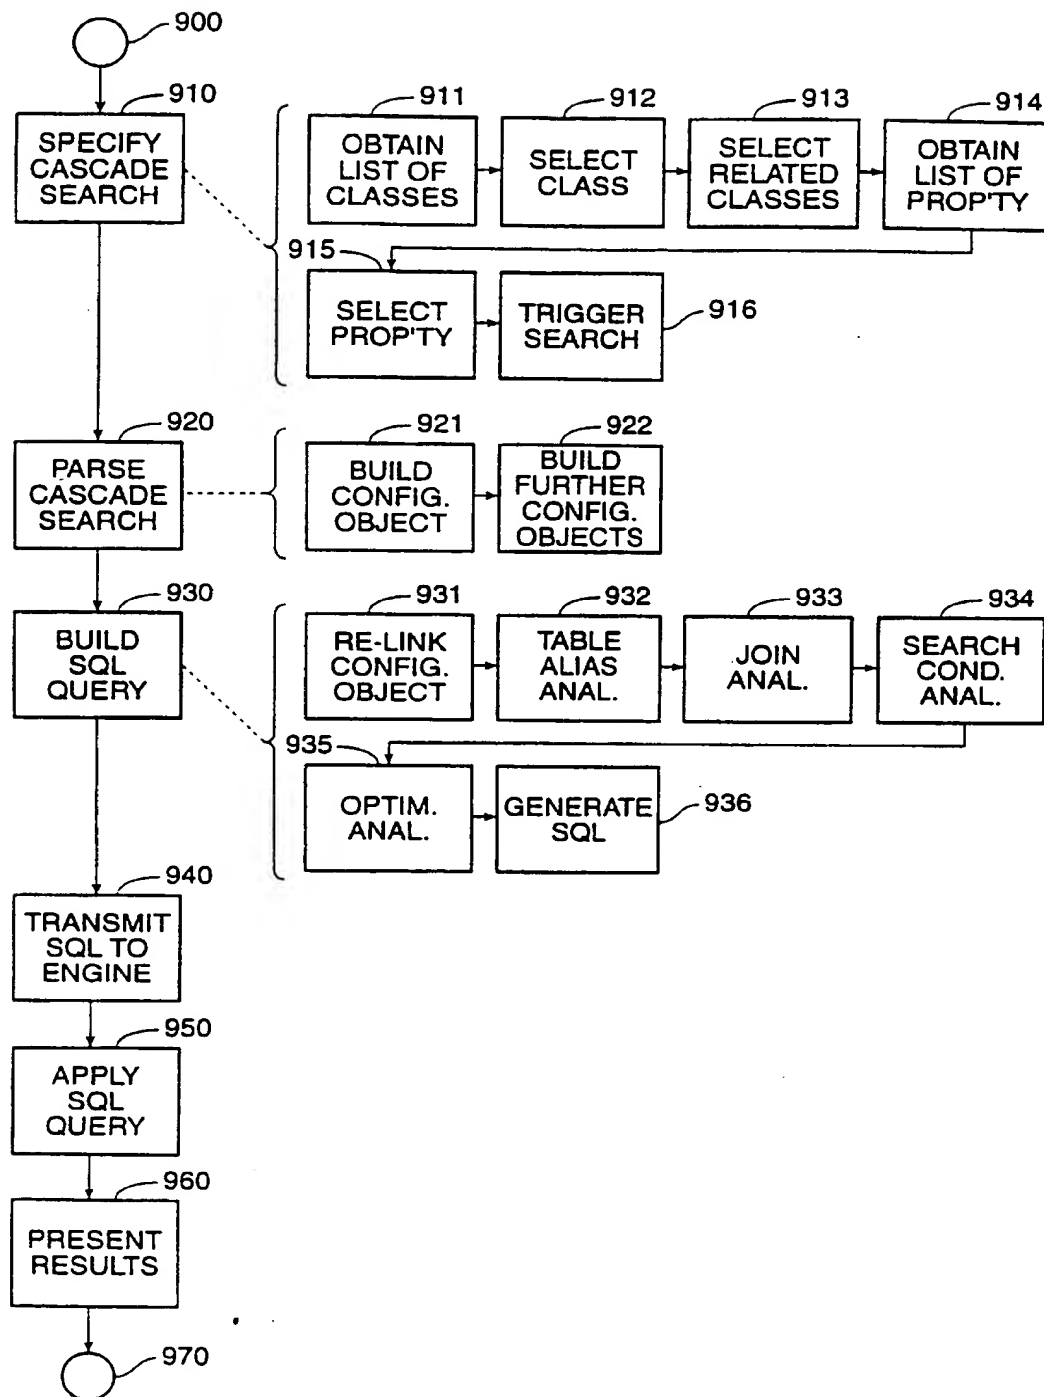 900
910
SPECIFY
CASCADE
SEARCH
911
OBTAIN
LIST OF
CLASSES
912
SELECT
CLASS
913
SELECT
RELATED
CLASSES
914
OBTAIN
LIST OF
PROP'TY
915
SELECT
PROP'TY
TRIGGER
SEARCH
916
920
PARSE
CASCADE
SEARCH
921
BUILD
CONFIG.
OBJECT
922
BUILD
FURTHER
CONFIG.
OBJECTS
930
BUILD
SQL
QUERY
931
RE-LINK
CONFIG.
OBJECT
932
TABLE
ALIAS
ANAL.
933
JOIN
ANAL.
934
SEARCH
COND.
ANAL.
935
OPTIM.
ANAL.
GENERATE
SQL
936
940
TRANSMIT
SQL TO
ENGINE
950
APPLY
SQL
QUERY
960
PRESENT
RESULTS
970